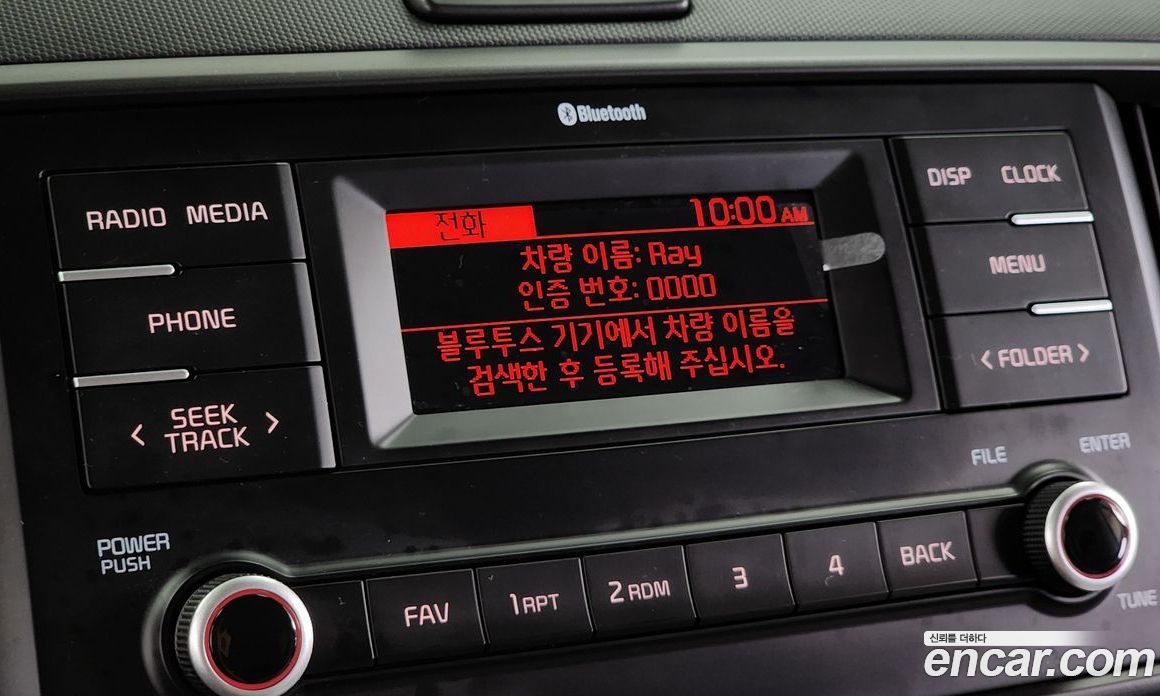 Bluetooth
RADIO MEDIA
DISP CLOCK
전화 10:00 AM
차량 이름: Ray
인증 번호: 0000
블루투스 기기에서 차량 이름을
검색한 후 등록해 주십시오.
PHONE
MENU
< SEEK TRACK >
< FOLDER >
FILE
ENTER
POWER
PUSH
FAV
1 RPT
2 RDM
3
4
BACK
TUNE
신뢰를 더하다
encar.com